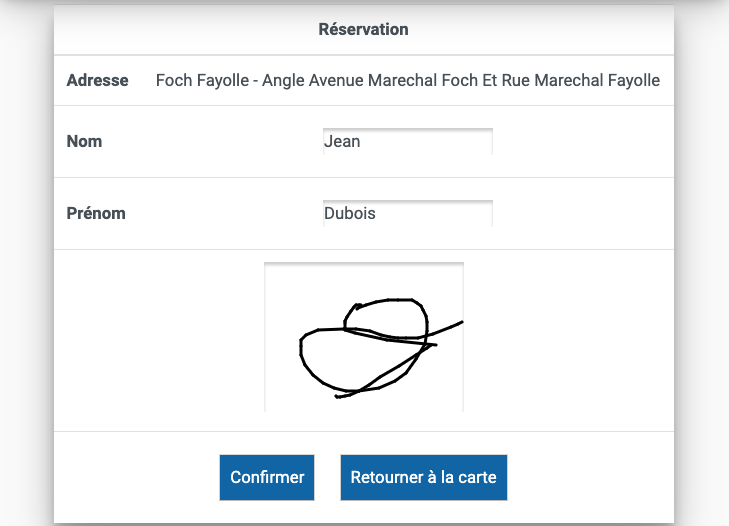 Réservation
Adresse Foch Fayolle - Angle Avenue Marechal Foch Et Rue Marechal Fayolle
Nom Jean
Prénom Dubois
Confirmer Retourner à la carte